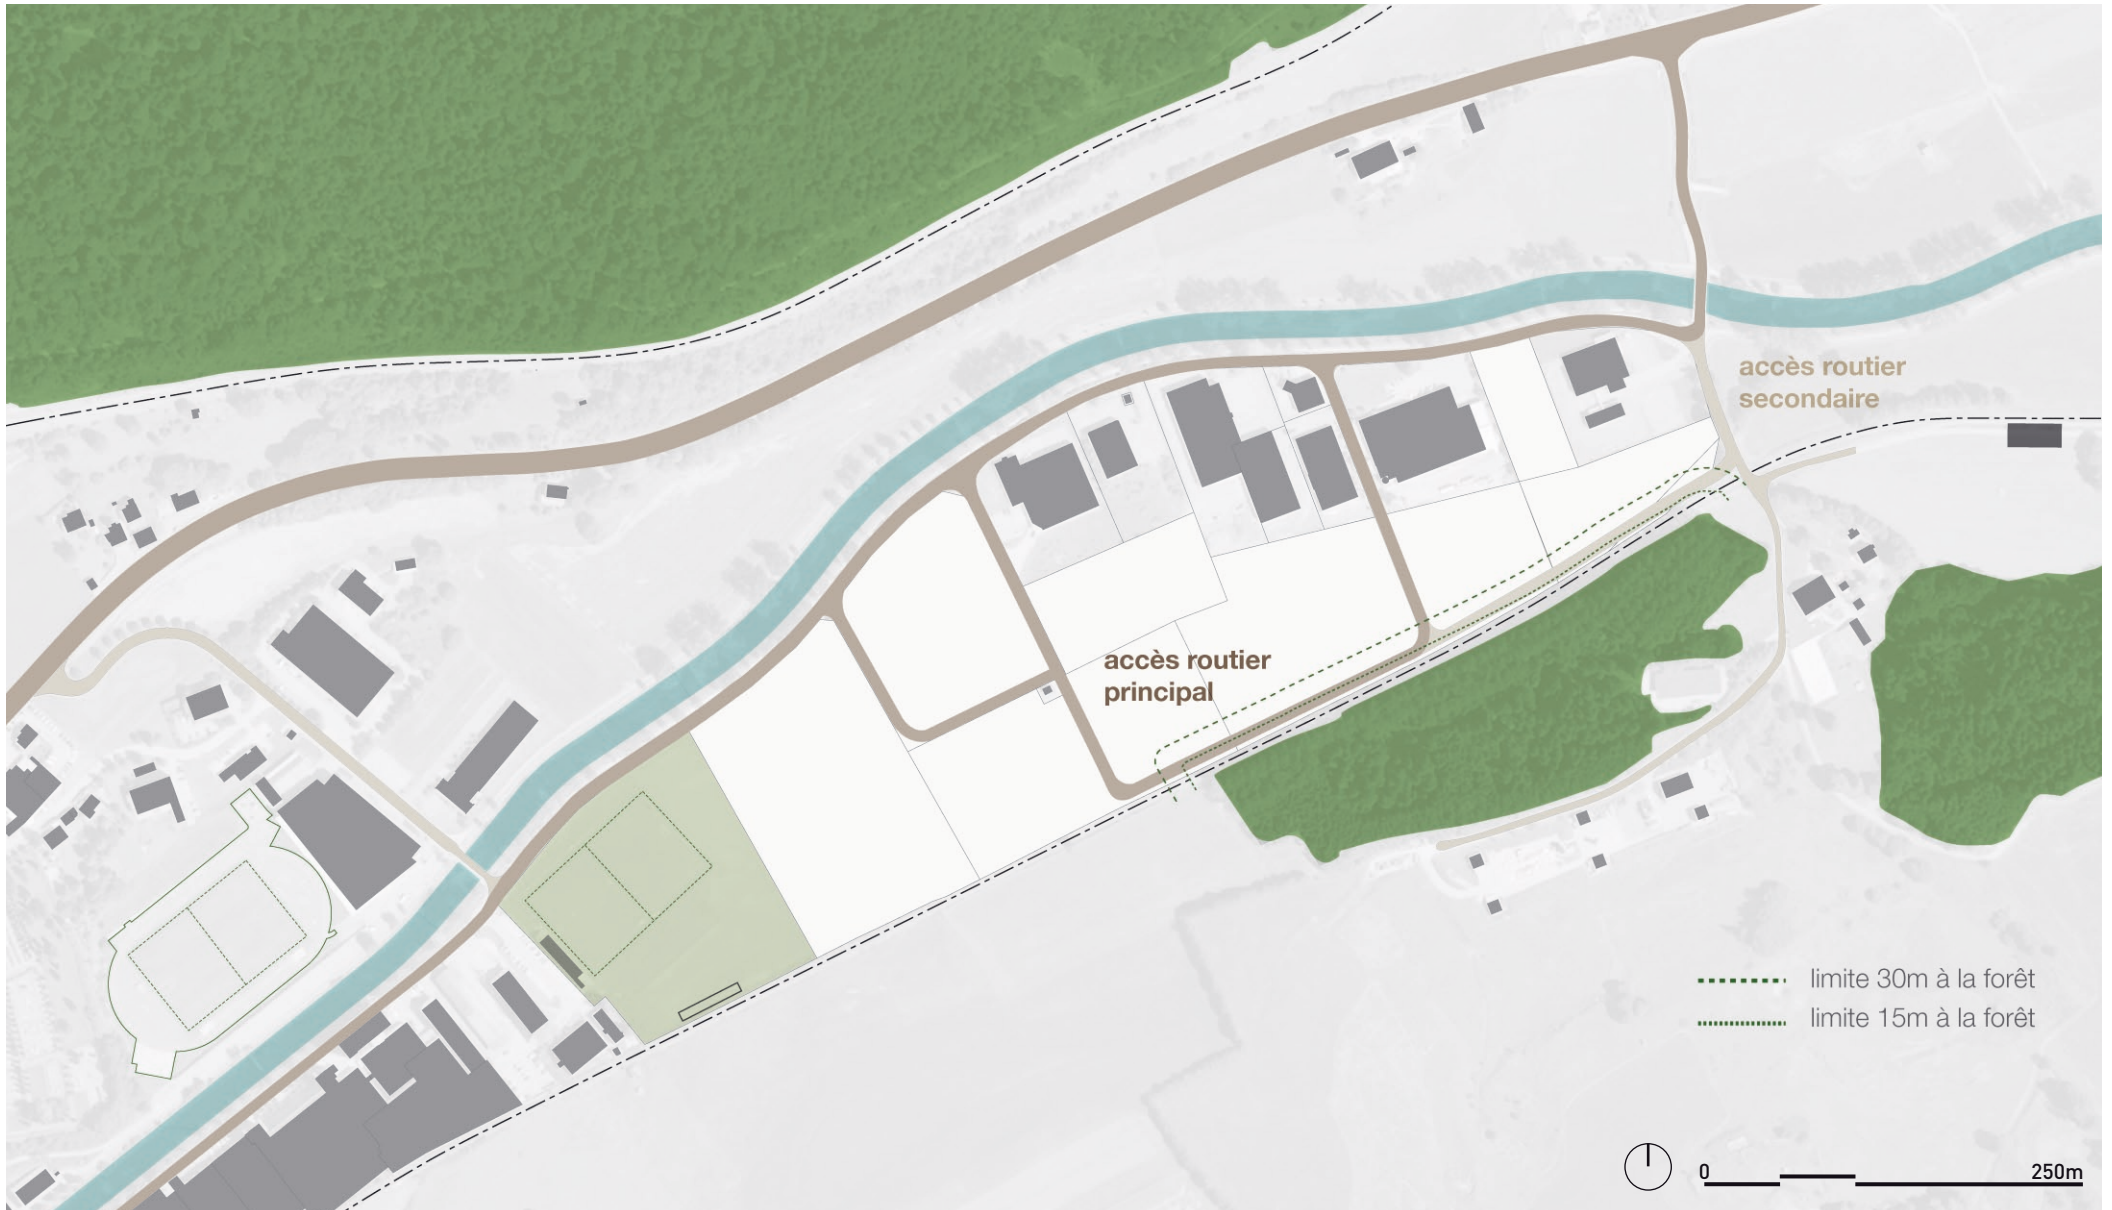 accès routier
secondaire
accès routier
principal
limite 30m à la forêt
limite 15m à la forêt
0 250m